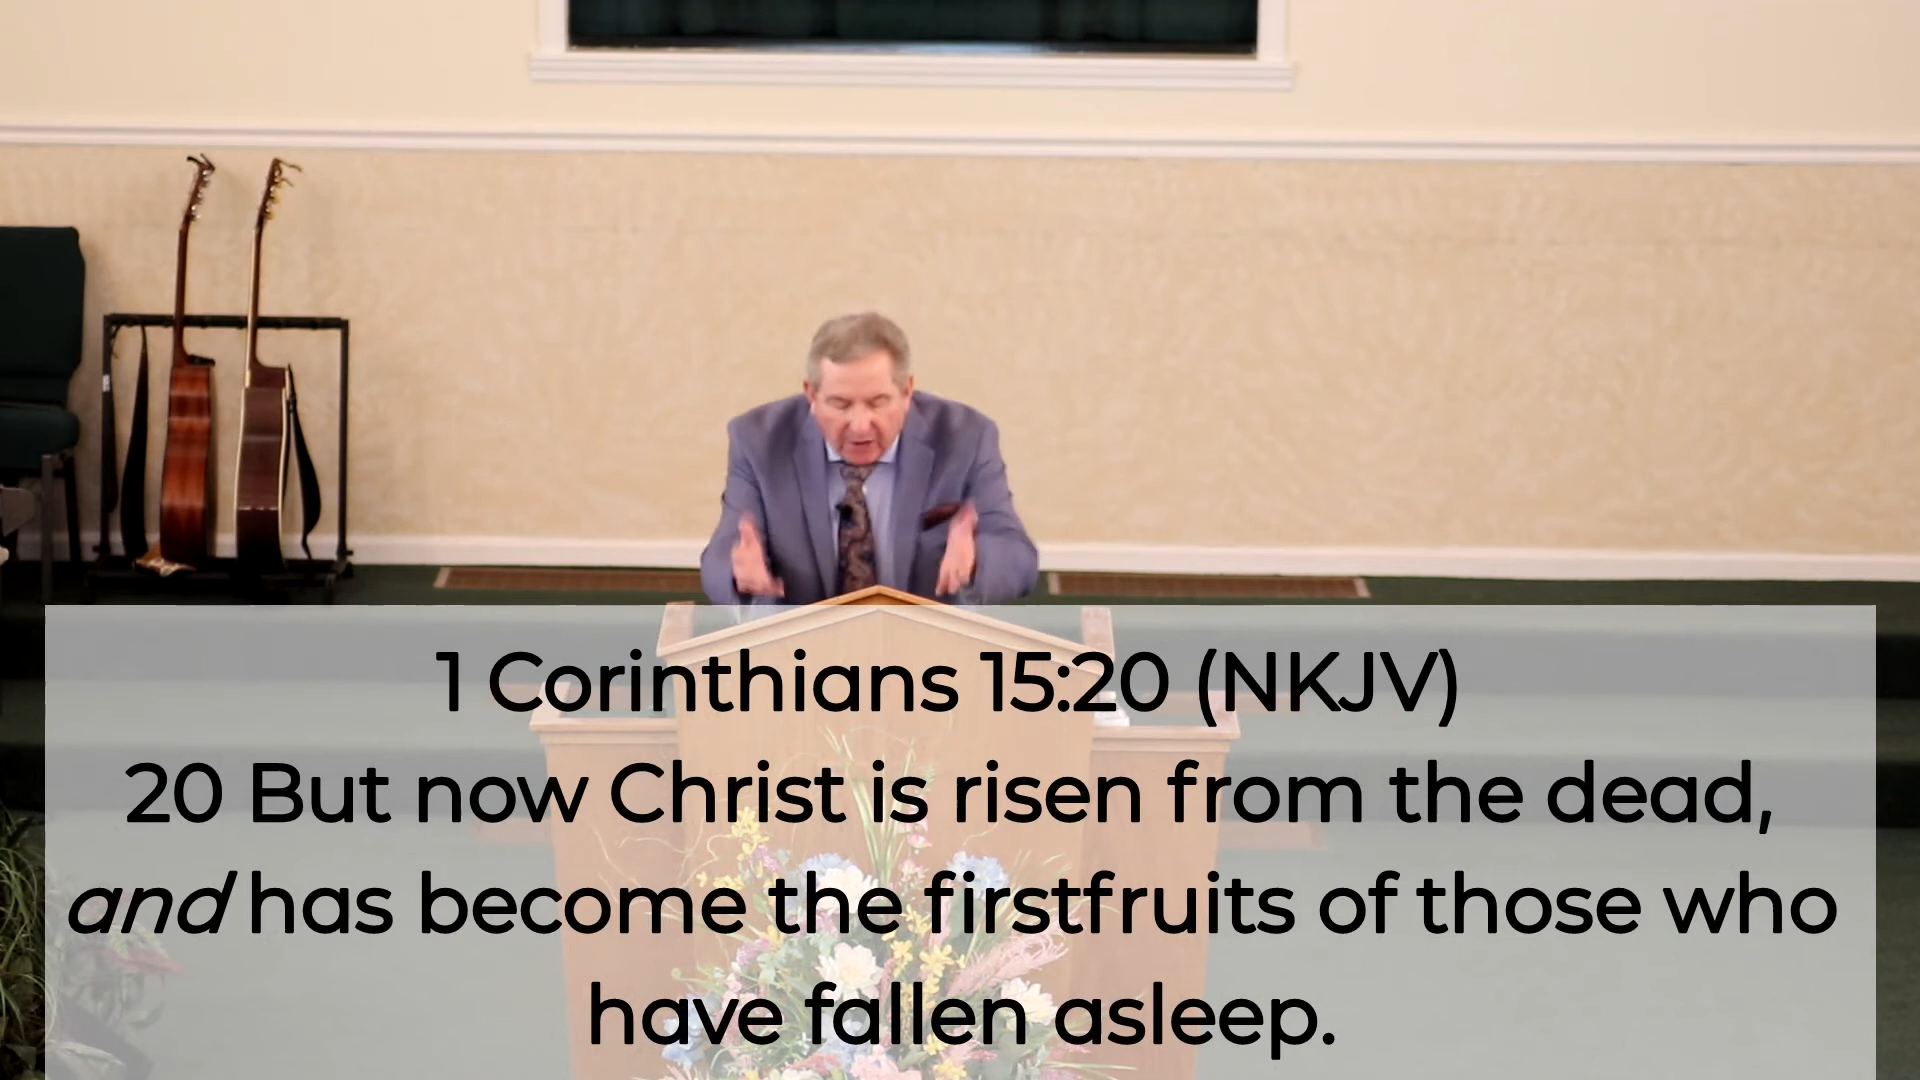 1 Corinthians 15:20 (NKJV)
20 But now Christ is risen from the dead,
and has become the firstfruits of those who
have fallen asleep.